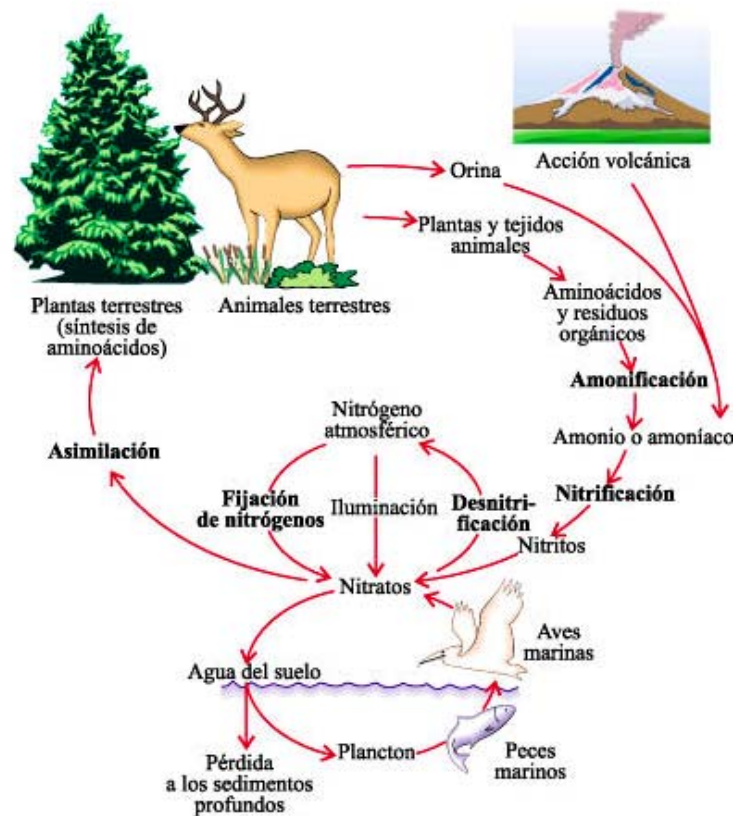 Orina
Acción volcánica
Plantas y tejidos
animales
Plantas terrestres
(síntesis de
aminoácidos)
Animales terrestres
Aminoácidos
y residuos
orgánicos
Amonificación
Nitrógeno
atmosférico
Amonio o amoníaco
Asimilación
Fijación
de nitrógenos
Iluminación
Desnitri-
ficación
Nitrificación
Nitritos
Nitratos
Aves
marinas
Agua del suelo
Plancton
Peces
marinos
Pérdida
a los sedimentos
profundos